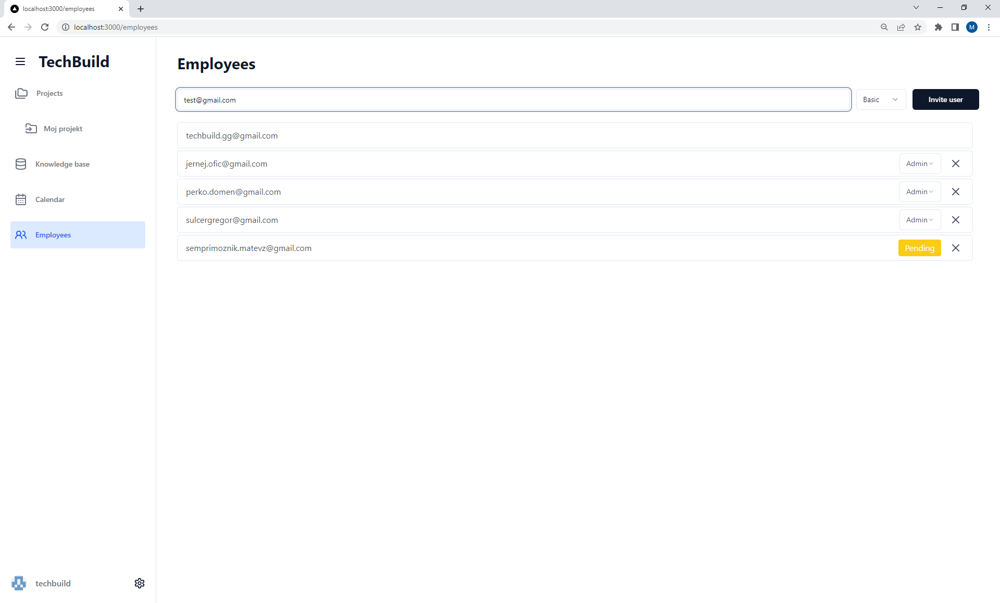 localhost:3000/employees
localhost:3000/employees
M
TechBuild
Projects
Moj projekt
Knowledge base
Calendar
Employees
techbuild
Employees
test@gmail.com
Basic
Invite user
techbuild.gg@gmail.com
jernej.ofic@gmail.com
Admin
perko.domen@gmail.com
Admin
sulcergregor@gmail.com
Admin
semprimoznik.matevz@gmail.com
Pending